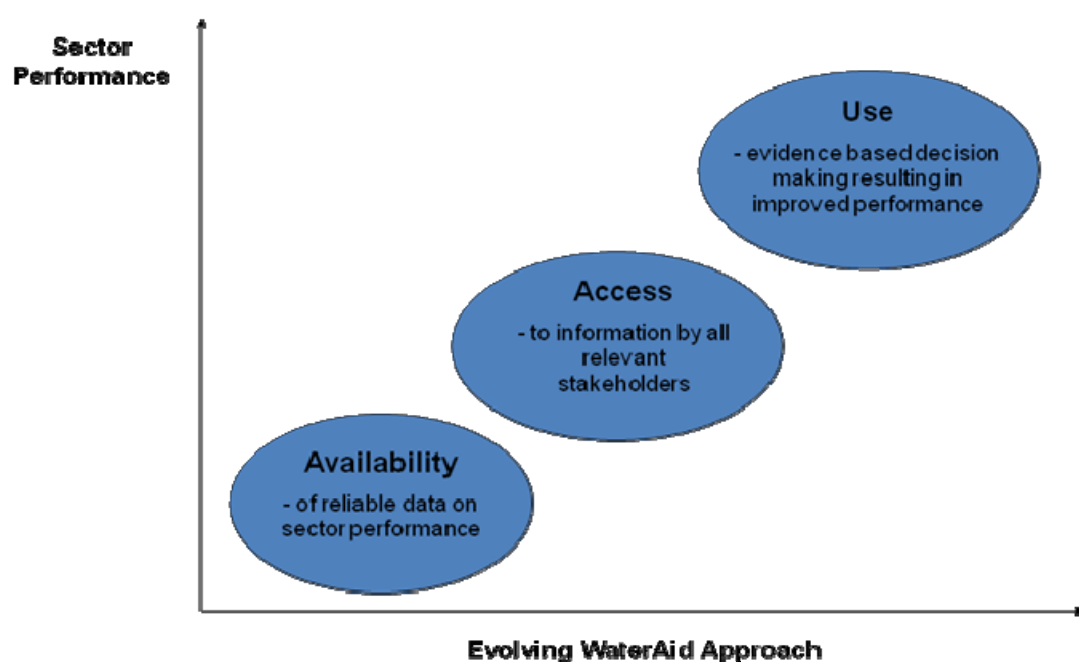 Sector
Performance
Use
- evidence based decision
making resulting in
improved performance
Access
- to information by all
relevant
stakeholders
Availability
- of reliable data on
sector performance
Evolving WaterAid Approach